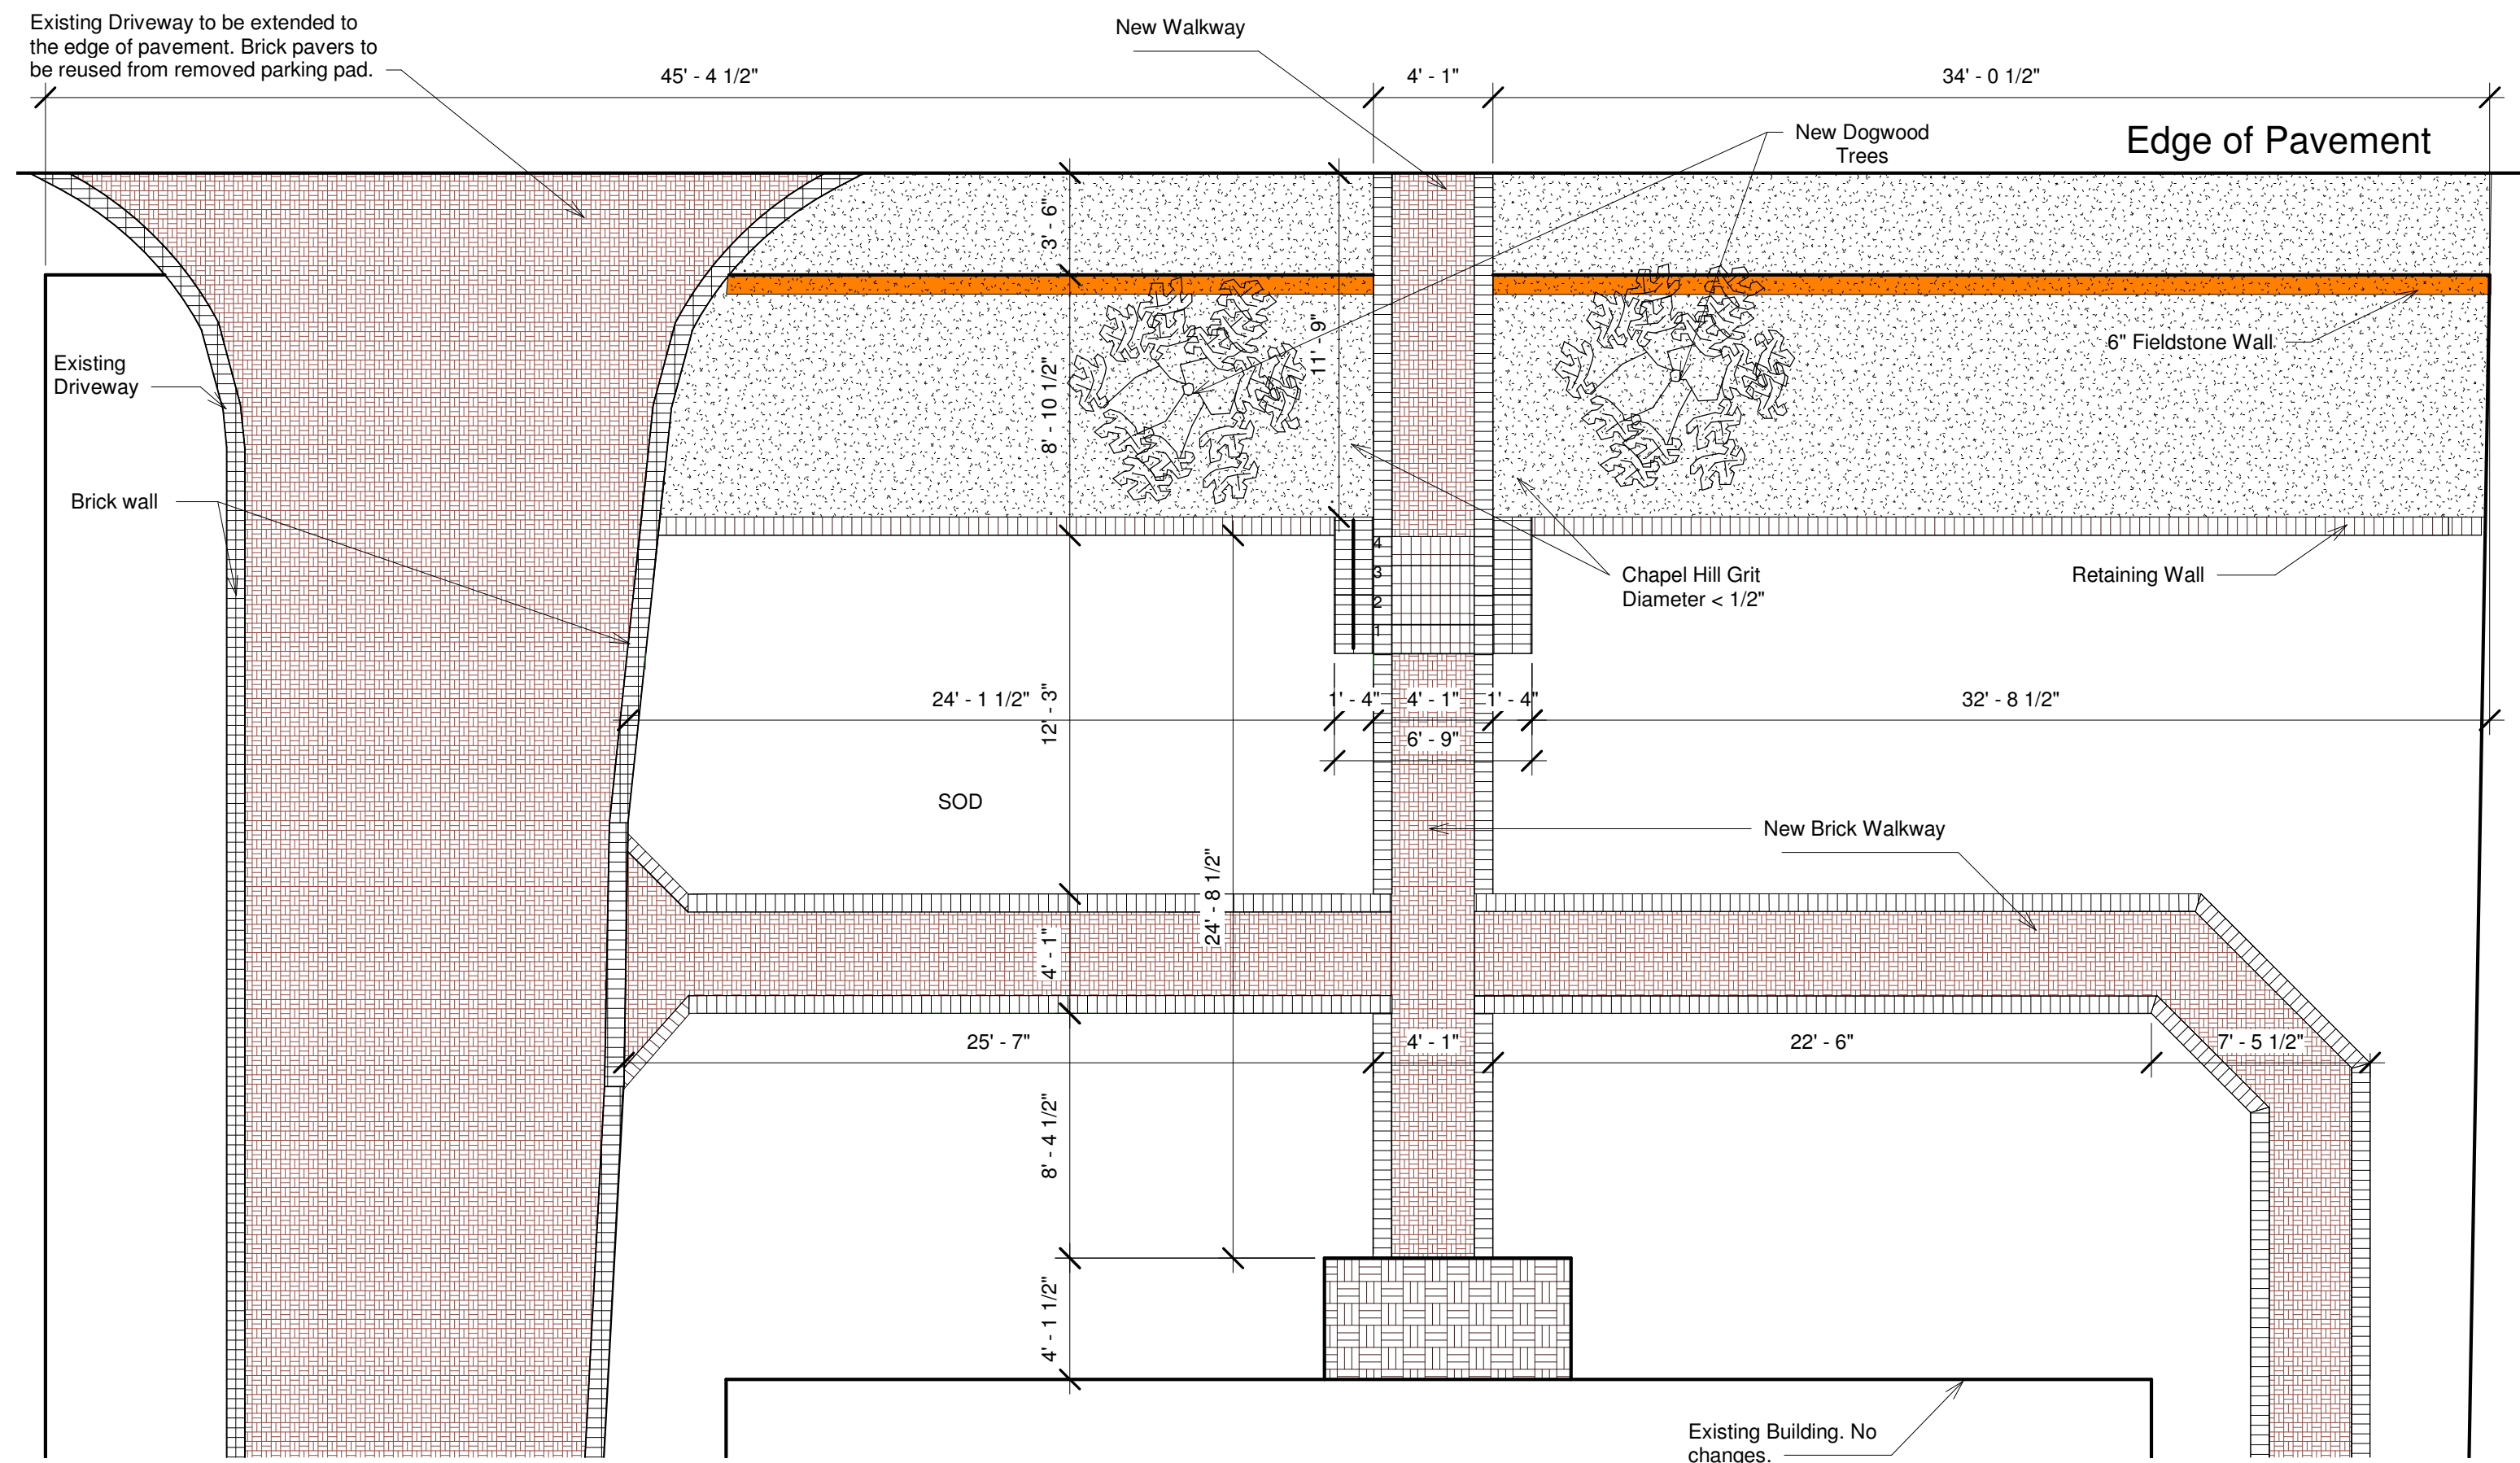 Existing Driveway to be extended to
the edge of pavement. Brick pavers to
be reused from removed parking pad.
New Walkway
45' - 4 1/2"
4' - 1"
34' - 0 1/2"
New Dogwood
Trees
Edge of Pavement
3' - 6"
Existing
Driveway
8' - 10 1/2"
11' - 9"
6" Fieldstone Wall
Brick wall
4
3
2
1
Chapel Hill Grit
Diameter < 1/2"
Retaining Wall
24' - 1 1/2"
12' - 3"
1' - 4"
4' - 1"
1' - 4"
32' - 8 1/2"
6' - 9"
SOD
New Brick Walkway
24' - 8 1/2"
4' - 1"
25' - 7"
4' - 1"
22' - 6"
7' - 5 1/2"
8' - 4 1/2"
4' - 1 1/2"
Existing Building. No
changes.